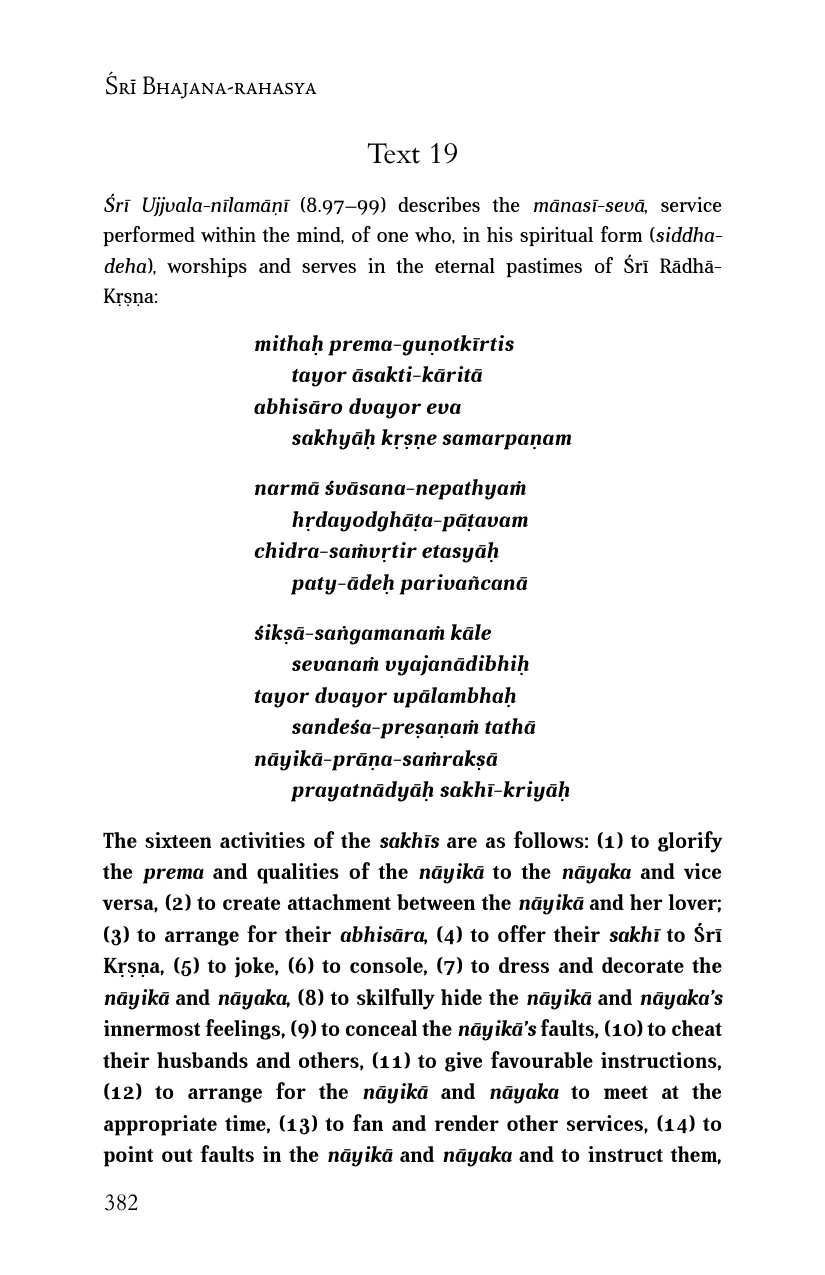 Śrī Bhajana-rahasya
Text 19
Śrī Ujjvala-nīlamāṇī (8.97–99) describes the mānasī-sevā, service
performed within the mind, of one who, in his spiritual form (siddha-
deha), worships and serves in the eternal pastimes of Śrī Rādhā-
Kṛṣṇa:
mithaḥ prema-guṇotkīrtis
tayor āsakti-kāritā
abhisāro dvayor eva
sakhyāḥ kṛṣṇe samarpaṇam
narmā śvāsana-nepathyaṁ
hṛdayodghāṭa-pāṭavam
chidra-saṁvṛtir etasyāḥ
paty-ādeḥ parivañcanā
śikṣā-saṅgamanaṁ kāle
sevanaṁ vyajanādibhiḥ
tayor dvayor upālambhaḥ
sandeśa-preṣaṇaṁ tathā
nāyikā-prāṇa-saṁrakṣā
prayatnādyāḥ sakhī-kriyāḥ
The sixteen activities of the sakhīs are as follows: (1) to glorify
the prema and qualities of the nāyikā to the nāyaka and vice
versa, (2) to create attachment between the nāyikā and her lover;
(3) to arrange for their abhisāra, (4) to offer their sakhī to Śrī
Kṛṣṇa, (5) to joke, (6) to console, (7) to dress and decorate the
nāyikā and nāyaka, (8) to skilfully hide the nāyikā and nāyaka’s
innermost feelings, (9) to conceal the nāyikā’s faults, (10) to cheat
their husbands and others, (11) to give favourable instructions,
(12) to arrange for the nāyikā and nāyaka to meet at the
appropriate time, (13) to fan and render other services, (14) to
point out faults in the nāyikā and nāyaka and to instruct them,
382